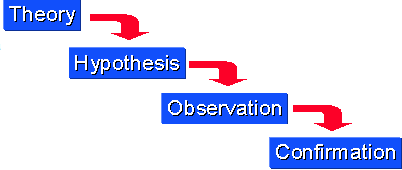 Theory
Hypothesis
Observation
Confirmation